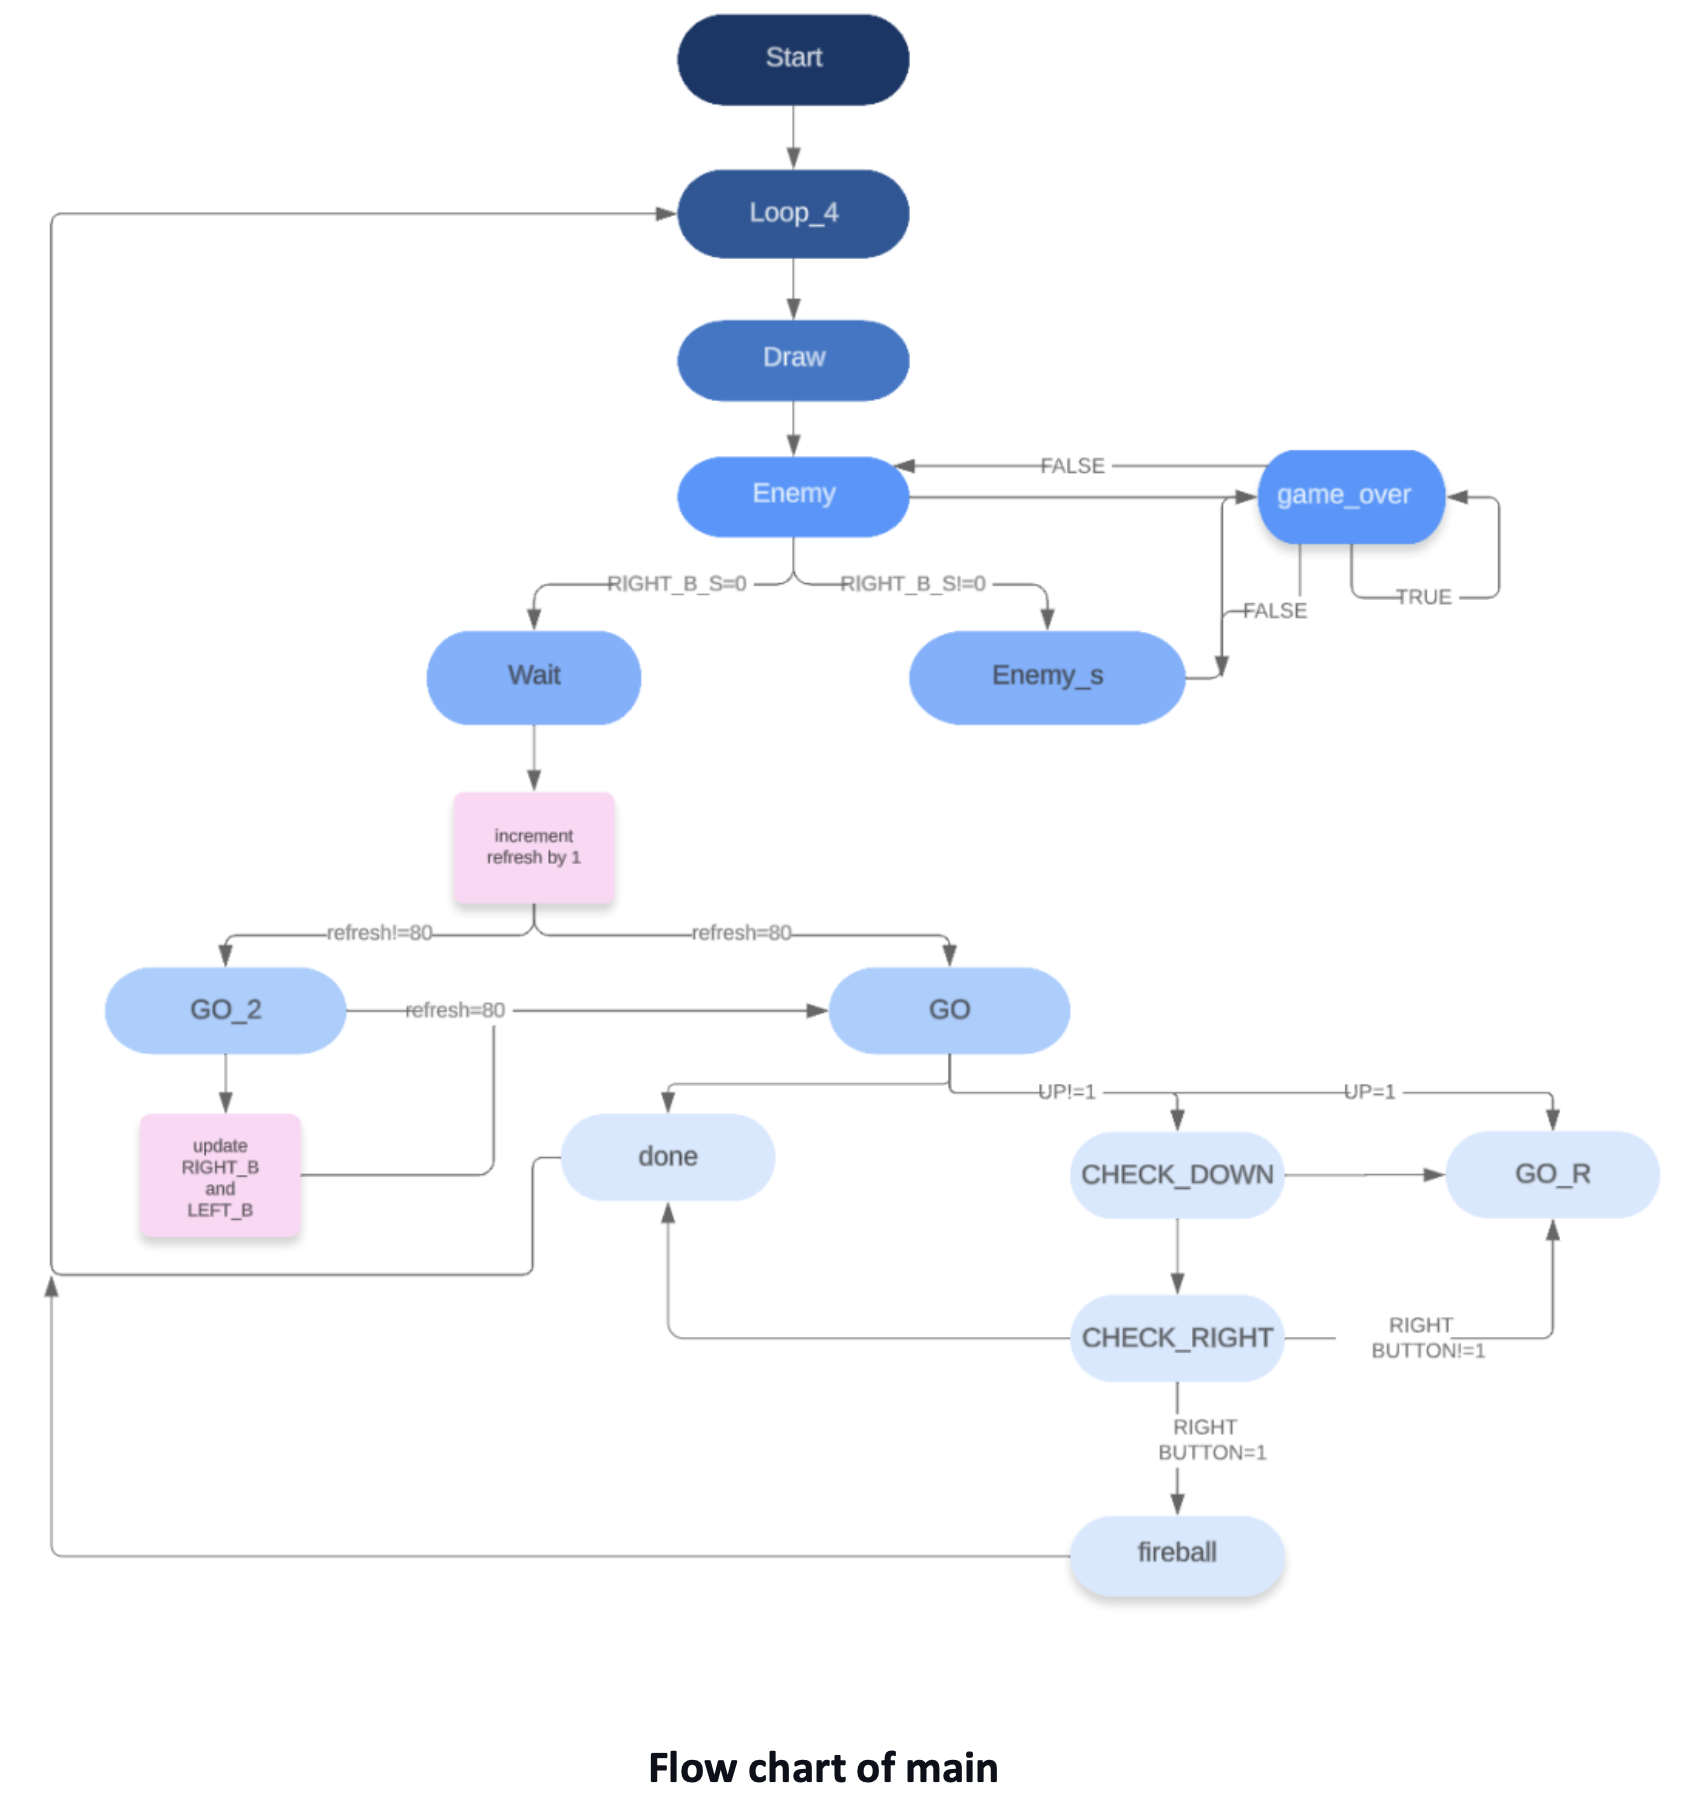 Start
Loop_4
Draw
FALSE
Enemy
game_over
RIGHT_B_S=0
RIGHT_B_S!=0
TRUE
FALSE
Wait
Enemy_s
increment
refresh by 1
refresh!=80
refresh=80
GO_2
refresh=80
GO
UP!=1
UP=1
update
RIGHT_B
and
LEFT_B
done
CHECK_DOWN
GO_R
CHECK_RIGHT
RIGHT
BUTTON!=1
RIGHT
BUTTON=1
fireball
Flow chart of main